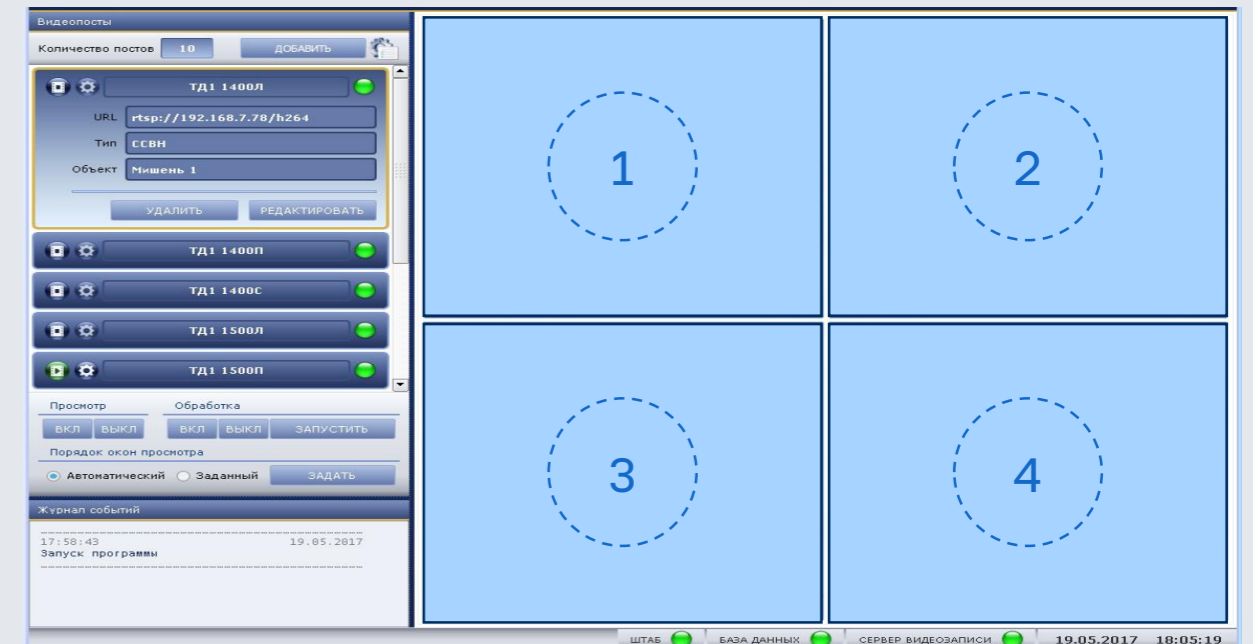 Видеопосты
Количество постов 10 ДОБАВИТЬ
ТД1 1400Л
URL rtsp://192.168.7.78/h264
Тип ССВН
Объект Мишень 1
УДАЛИТЬ РЕДАКТИРОВАТЬ
ТД1 1400П
ТД1 1400С
ТД1 1500Л
ТД1 1500П
Просмотр Обработка
ВКЛ ВЫКЛ ВКЛ ВЫКЛ ЗАПУСТИТЬ
Порядок окон просмотра
Автоматический Заданный ЗАДАТЬ
Журнал событий
17:58:43 19.05.2017
Запуск программы
1 2
3 4
ШТАБ БАЗА ДАННЫХ СЕРВЕР ВИДЕОЗАПИСИ 19.05.2017 18:05:19